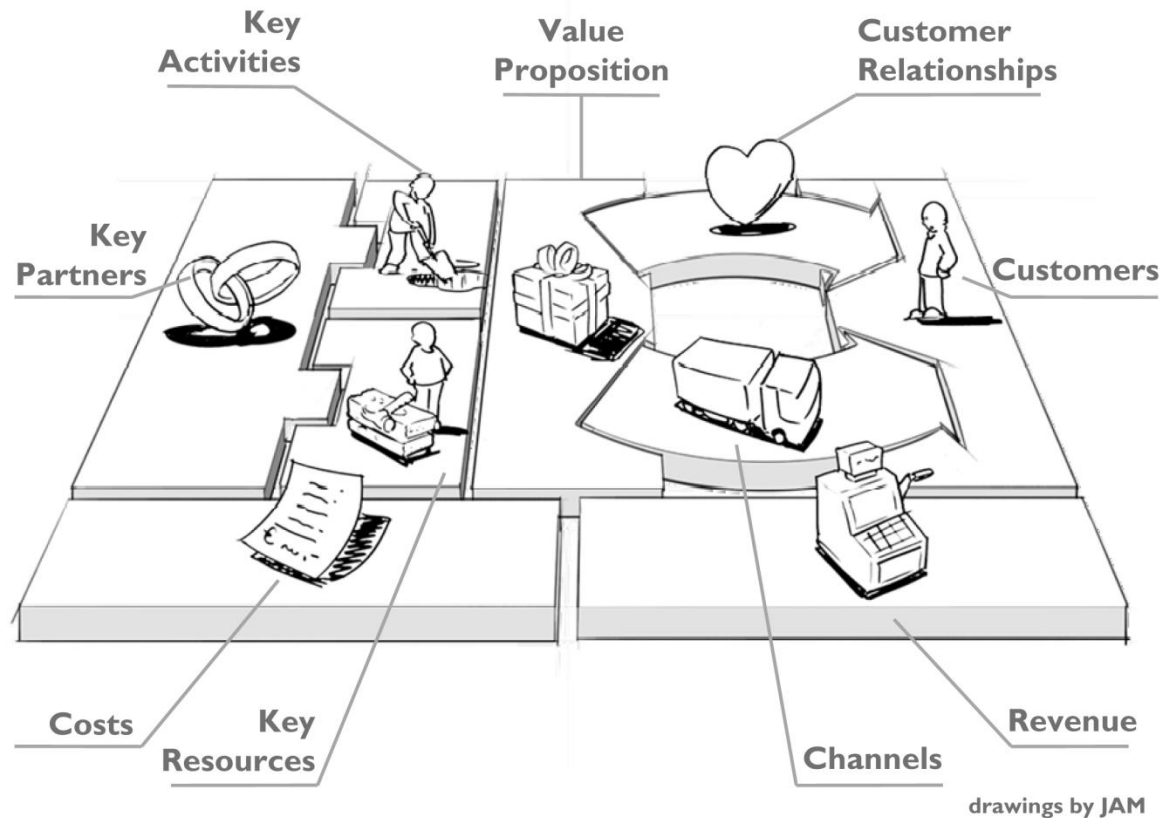 Key
Activities
Value
Proposition
Customer
Relationships
Key
Partners
Customers
Costs
Key
Resources
Channels
Revenue
drawings by JAM